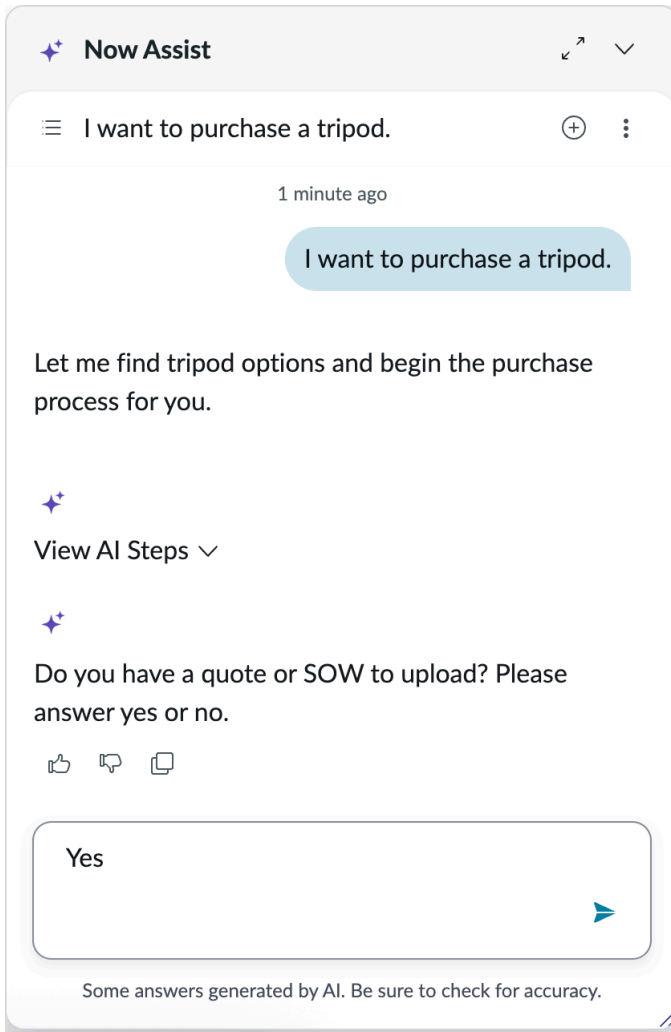 Now Assist
I want to purchase a tripod.
1 minute ago
I want to purchase a tripod.
Let me find tripod options and begin the purchase
process for you.
View AI Steps
Do you have a quote or SOW to upload? Please
answer yes or no.
Yes
Some answers generated by AI. Be sure to check for accuracy.